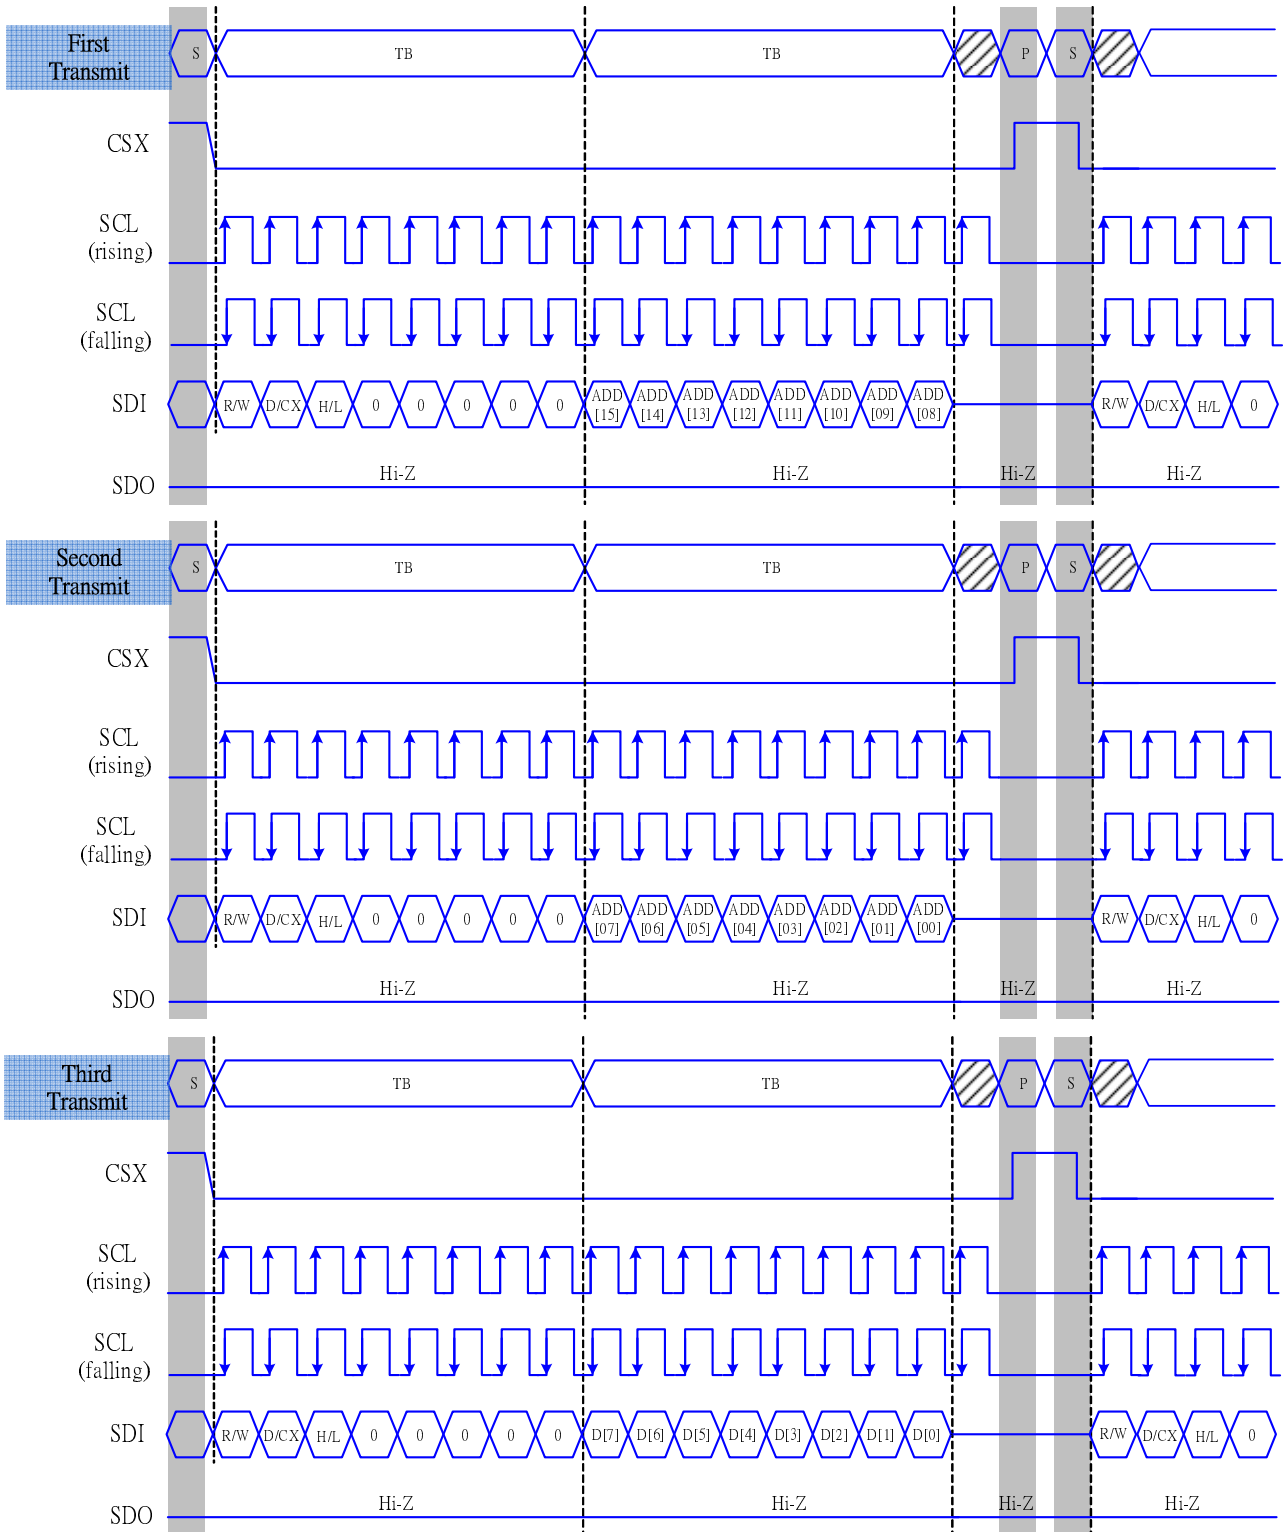 First
Transmit
S TB TB P S
CSX
SCL
(rising)
SCL
(falling)
SDI R/W D/CX H/L 0 0 0 0 0 ADD [15] ADD [14] ADD [13] ADD [12] ADD [11] ADD [10] ADD [09] ADD [08] R/W D/CX H/L 0
SDO Hi-Z Hi-Z Hi-Z Hi-Z
Second
Transmit
S TB TB P S
CSX
SCL
(rising)
SCL
(falling)
SDI R/W D/CX H/L 0 0 0 0 0 ADD [07] ADD [06] ADD [05] ADD [04] ADD [03] ADD [02] ADD [01] ADD [00] R/W D/CX H/L 0
SDO Hi-Z Hi-Z Hi-Z Hi-Z
Third
Transmit
S TB TB P S
CSX
SCL
(rising)
SCL
(falling)
SDI R/W D/CX H/L 0 0 0 0 0 D[7] D[6] D[5] D[4] D[3] D[2] D[1] D[0] R/W D/CX H/L 0
SDO Hi-Z Hi-Z Hi-Z Hi-Z